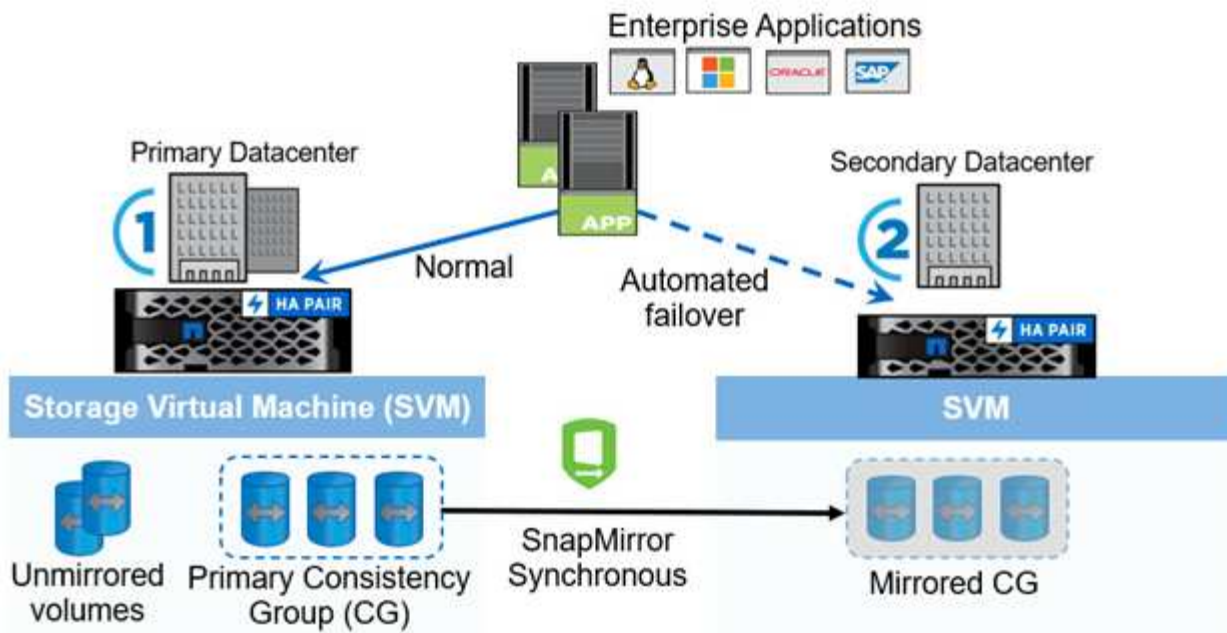 Enterprise Applications
ORACLE
SAP
Primary Datacenter
Secondary Datacenter
1
A
APP
2
Normal
Automated
failover
HA PAIR
HA PAIR
Storage Virtual Machine (SVM)
SVM
SnapMirror
Synchronous
Unmirrored
volumes
Primary Consistency
Group (CG)
Mirrored CG